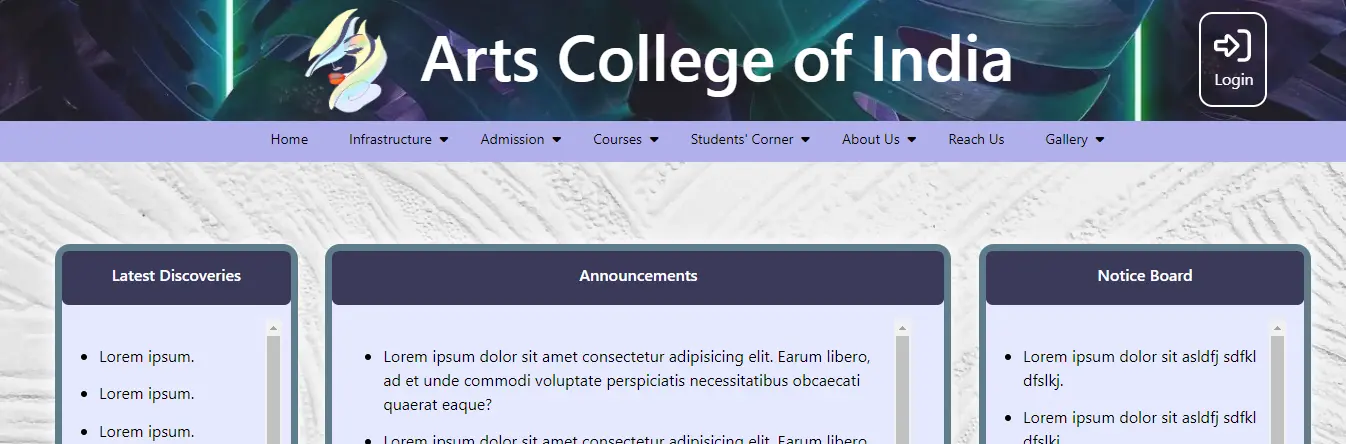 Arts College of India
Login
Home Infrastructure Admission Courses Students' Corner About Us Reach Us Gallery
Latest Discoveries
Lorem ipsum.
Lorem ipsum.
Lorem ipsum.
Announcements
Lorem ipsum dolor sit amet consectetur adipisicing elit. Earum libero,
ad et unde commodi voluptate perspiciatis necessitatibus obcaecati
quaerat eaque?
Lorem ipsum dolor sit amet consectetur adipisicing elit. Earum libero,
Notice Board
Lorem ipsum dolor sit asldfj sdfkl
dfslkj.
Lorem ipsum dolor sit asldfj sdfkl
dfslkj.